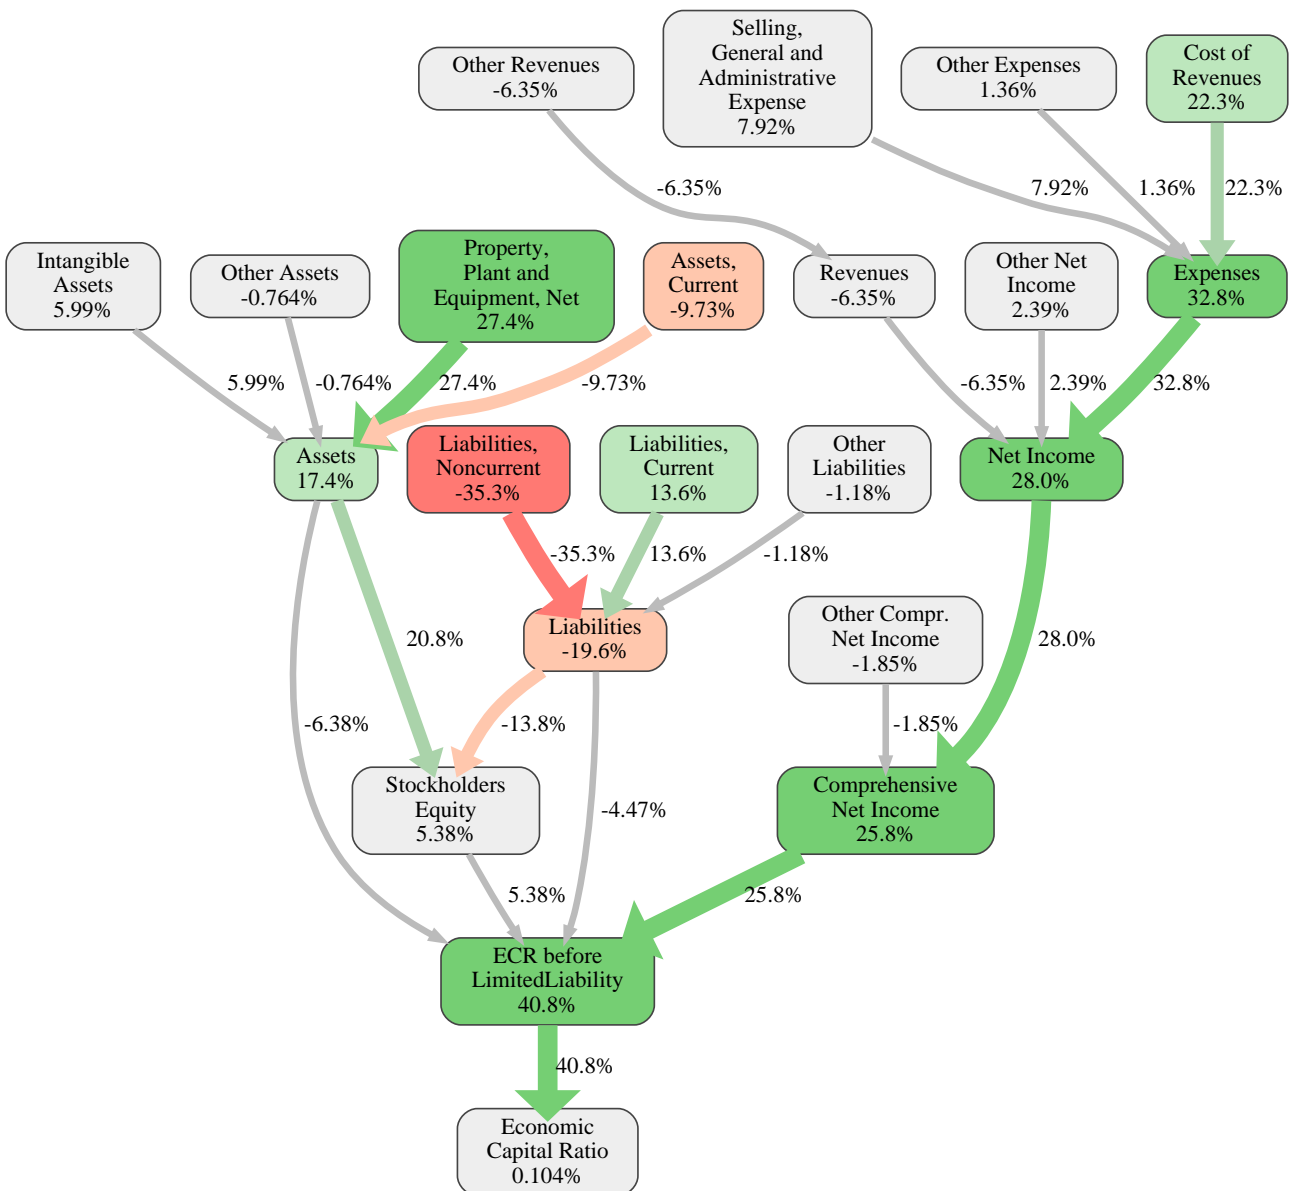 Selling,
General and
Administrative
Expense
7.92%
Other Revenues
-6.35%
Other Expenses
1.36%
Cost of
Revenues
22.3%
-6.35%
7.92%
1.36%
22.3%
Intangible
Assets
5.99%
Other Assets
-0.764%
Property,
Plant and
Equipment, Net
27.4%
Assets,
Current
-9.73%
Revenues
-6.35%
Other Net
Income
2.39%
Expenses
32.8%
5.99%
-0.764%
27.4%
-9.73%
-6.35%
2.39%
32.8%
Assets
17.4%
Liabilities,
Noncurrent
-35.3%
Liabilities,
Current
13.6%
Other
Liabilities
-1.18%
Net Income
28.0%
-35.3%
13.6%
-1.18%
20.8%
Liabilities
-19.6%
Other Compr.
Net Income
-1.85%
28.0%
-6.38%
-13.8%
-1.85%
Stockholders
Equity
5.38%
-4.47%
Comprehensive
Net Income
25.8%
5.38%
25.8%
ECR before
LimitedLiability
40.8%
40.8%
Economic
Capital Ratio
0.104%